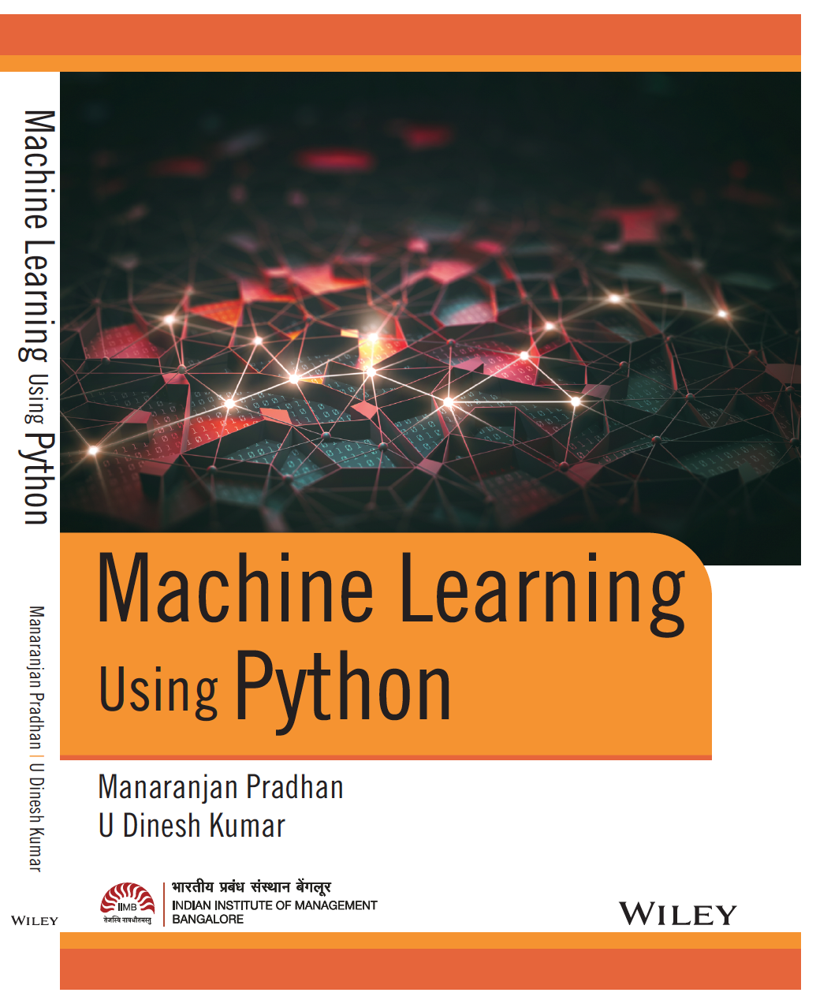 Machine Learning Using Python
Manaranjan Pradhan | U Dinesh Kumar
WILEY
Machine Learning
Using Python
Manaranjan Pradhan
U Dinesh Kumar
IIMB
तेजस्वि नावधीतमस्तु
भारतीय प्रबंध संस्थान बेंगलूर
INDIAN INSTITUTE OF MANAGEMENT
BANGALORE
WILEY